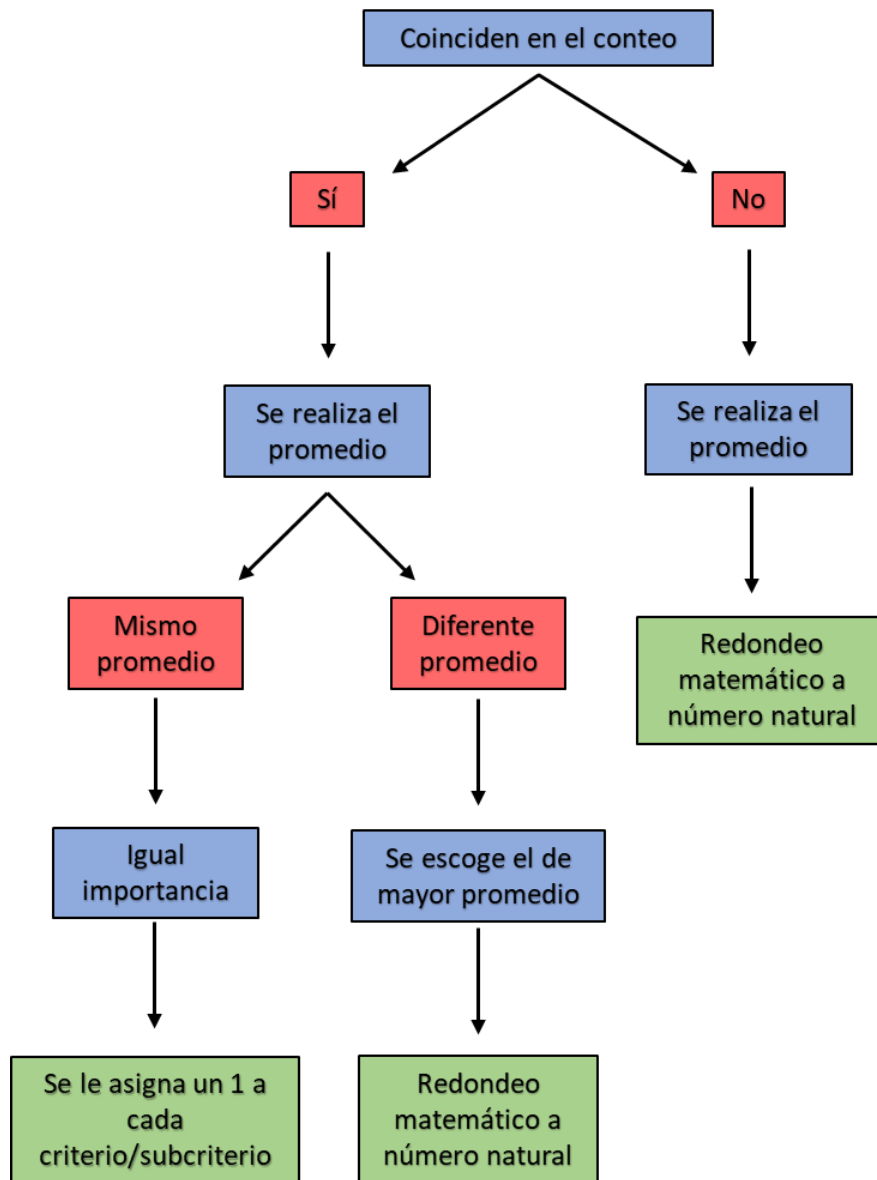 Coinciden en el conteo
Sí
No
Se realiza el
promedio
Se realiza el
promedio
Mismo
promedio
Diferente
promedio
Redondeo
matemático a
número natural
Igual
importancia
Se escoge el de
mayor promedio
Se le asigna un 1 a
cada
criterio/subcriterio
Redondeo
matemático a
número natural